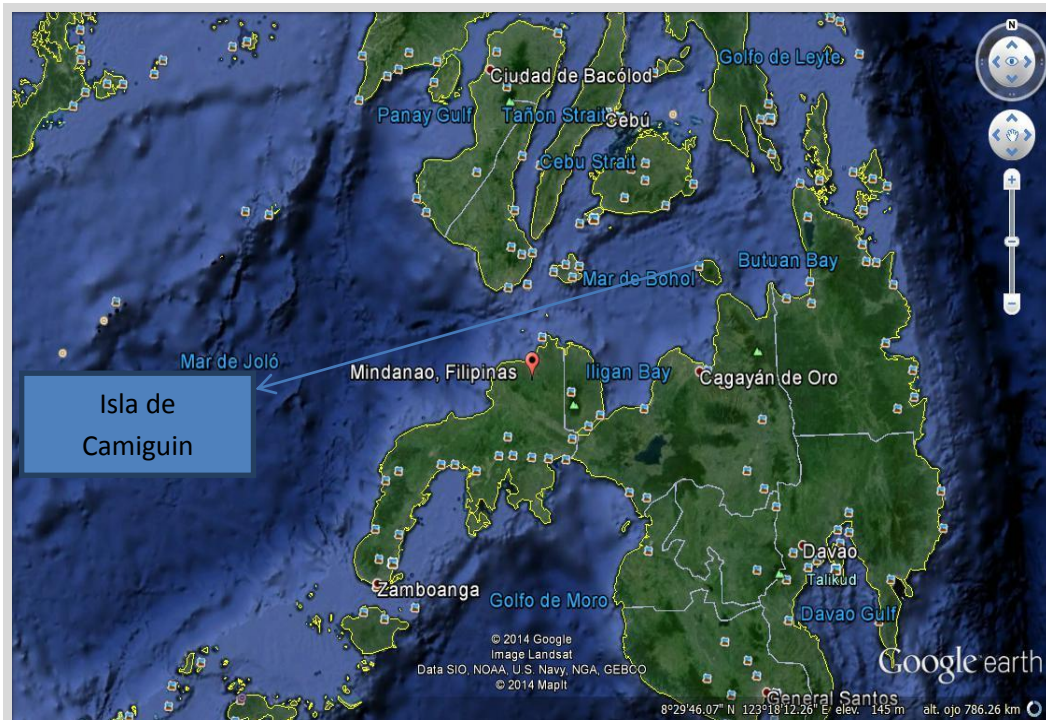 N
Golfo de Leyte
Ciudad de Bacólod
Panay Gulf
Tañon Strait
Cebú
Cebu Strait
Butuan Bay
Mar de Bohol
Mar de Joló
Mindanao, Filipinas
Iligan Bay
Cagayán de Oro
Isla de
Camiguin
Davao
Talikud
Zamboanga
Golfo de Moro
Davao Gulf
© 2014 Google
Image Landsat
Data SIO, NOAA, U.S. Navy, NGA, GEBCO
© 2014 MapIt
Google earth
General Santos
8°29'46.07" N 123°18'12.26" E elev. 145 m alt. ojo 786.26 km